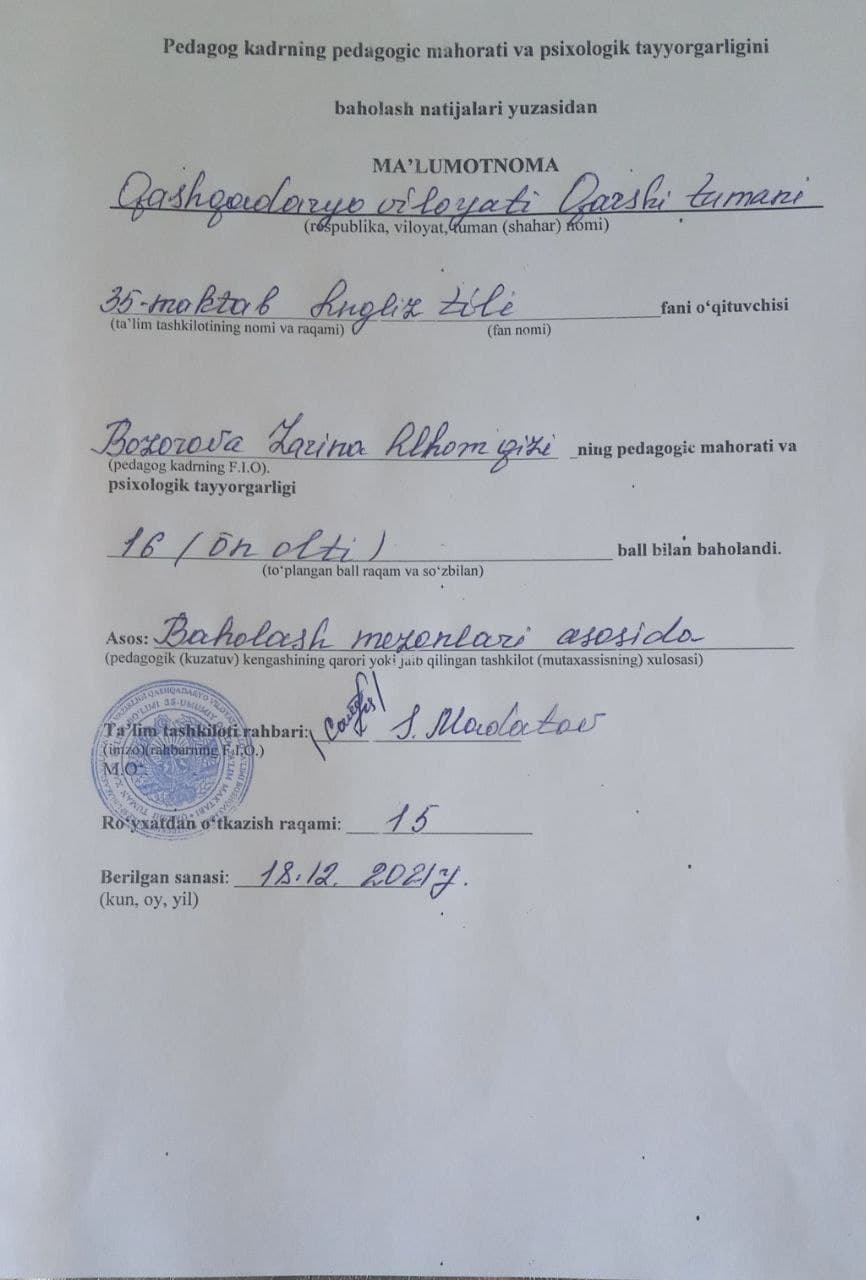 Pedagog kadrning pedagogic mahorati va psixologik tayyorgarligini
baholash natijalari yuzasidan
MA’LUMOTNOMA
Qashqadaryo viloyati Qarshi tumani
(respublika, viloyat, tuman (shahar) nomi)
35-maktab Ingliz tili fani o‘qituvchisi
(ta’lim tashkilotining nomi va raqami) (fan nomi)
Bozorova Zarina Ilhom qizi ning pedagogic mahorati va
(pedagog kadrning F.I.O).
psixologik tayyorgarligi
16 (ōn olti) ball bilan baholandi.
(to‘plangan ball raqam va so‘zbilan)
Asos: Baholash mezonlari asosida
(pedagogik (kuzatuv) kengashining qarori yoki jalb qilingan tashkilot (mutaxassisning) xulosasi)
Ta’lim tashkiloti rahbari: S. Madatov
(imzo)(rahbarning F.I.O.)
M.O‘.
Ro‘yxatdan o‘tkazish raqami: 15
Berilgan sanasi: 18.12. 2021y.
(kun, oy, yil)